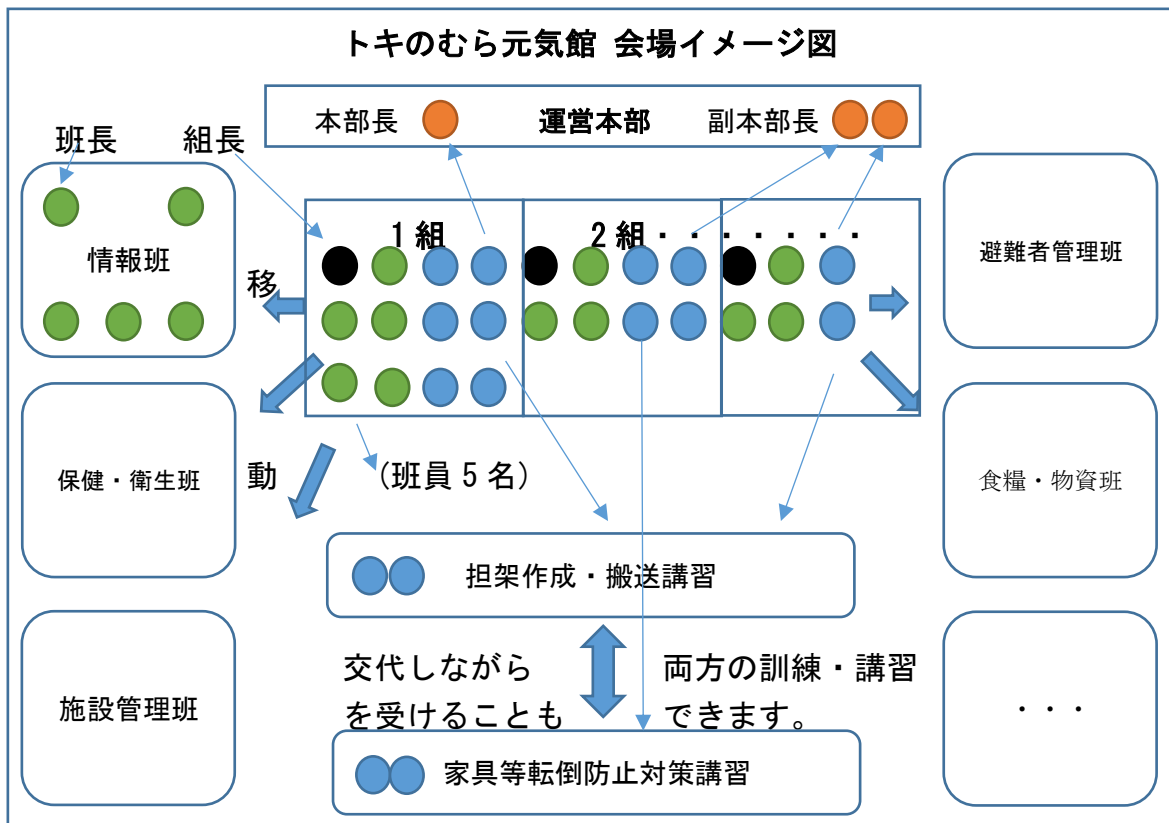 トキのむら元気館 会場イメージ図
本部長 運営本部 副本部長
班長 組長
1組 2組・・・・・・・・
情報班
避難者管理班
移
保健・衛生班
動
(班員5名)
食糧・物資班
担架作成・搬送講習
交代しながら 両方の訓練・講習
を受けることも できます。
施設管理班
・・・
家具等転倒防止対策講習